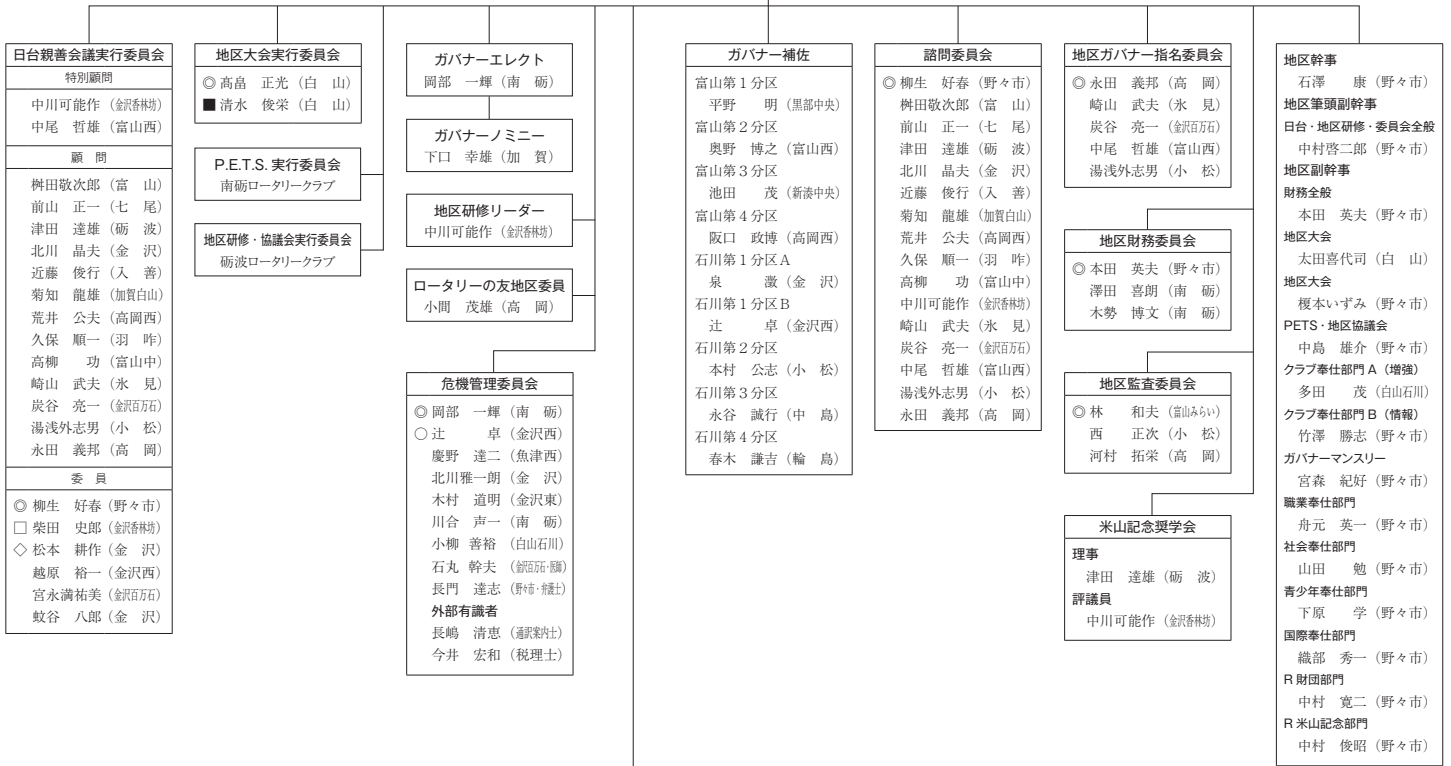 日台親善会議実行委員会
特別顧問
中川可能作（金沢香林坊）
中尾　哲雄（富山西）
顧　問
桝田敬次郎（富　山）
前山　正一（七　尾）
津田　達雄（砺　波）
北川　晶夫（金　沢）
近藤　俊行（入　善）
菊知　龍雄（加賀白山）
荒井　公夫（高岡西）
久保　順一（羽　咋）
高柳　　功（富山中）
崎山　武夫（氷　見）
炭谷　亮一（金沢百万石）
湯浅外志男（小　松）
永田　義邦（高　岡）
委　員
◎ 柳生　好春（野々市）
□ 柴田　史郎（金沢香林坊）
◇ 松本　耕作（金　沢）
越原　裕一（金沢西）
宮永満祐美（金沢百万石）
蚊谷　八郎（金　沢）
地区大会実行委員会
◎ 髙畠　正光（白　山）
■ 清水　俊栄（白　山）
P.E.T.S. 実行委員会
南砺ロータリークラブ
地区研修・協議会実行委員会
砺波ロータリークラブ
ガバナーエレクト
岡部　一輝（南　砺）
ガバナーノミニー
下口　幸雄（加　賀）
地区研修リーダー
中川可能作（金沢香林坊）
ロータリーの友地区委員
小間　茂雄（高　岡）
危機管理委員会
◎ 岡部　一輝（南　砺）
○ 辻　　　卓（金沢西）
慶野　達二（魚津西）
北川雅一朗（金　沢）
木村　道明（金沢東）
川合　声一（南　砺）
小柳　善裕（白山石川）
石丸　幹夫（金沢百万石・医師）
長門　達志（野々市・弁護士）
外部有識者
長嶋　清恵（通訳案内士）
今井　宏和（税理士）
ガバナー補佐
富山第１分区
平野　　明（黒部中央）
富山第２分区
奥野　博之（富山西）
富山第３分区
池田　　茂（新湊中央）
富山第４分区
阪口　政博（高岡西）
石川第１分区Ａ
泉　　　瀓（金　沢）
石川第１分区Ｂ
辻　　　卓（金沢西）
石川第２分区
本村　公志（小　松）
石川第３分区
永谷　誠行（中　島）
石川第４分区
春木　謙吉（輪　島）
諮問委員会
◎ 柳生　好春（野々市）
桝田敬次郎（富　山）
前山　正一（七　尾）
津田　達雄（砺　波）
北川　晶夫（金　沢）
近藤　俊行（入　善）
菊知　龍雄（加賀白山）
荒井　公夫（高岡西）
久保　順一（羽　咋）
高柳　　功（富山中）
中川可能作（金沢香林坊）
崎山　武夫（氷　見）
炭谷　亮一（金沢百万石）
中尾　哲雄（富山西）
湯浅外志男（小　松）
永田　義邦（高　岡）
地区ガバナー指名委員会
◎ 永田　義邦（高　岡）
崎山　武夫（氷　見）
炭谷　亮一（金沢百万石）
中尾　哲雄（富山西）
湯浅外志男（小　松）
地区財務委員会
◎ 本田　英夫（野々市）
澤田　喜朗（南　砺）
木勢　博文（南　砺）
地区監査委員会
◎ 林　　和夫（富山みらい）
西　　正次（小　松）
河村　拓栄（高　岡）
米山記念奨学会
理事
津田　達雄（砺　波）
評議員
中川可能作（金沢香林坊）
地区幹事
石澤　　康（野々市）
地区筆頭副幹事
日台・地区研修・委員会全般
中村啓二郎（野々市）
地区副幹事
財務全般
本田　英夫（野々市）
地区大会
太田喜代司（白　山）
地区大会
榎本いずみ（野々市）
PETS・地区協議会
中島　雄介（野々市）
クラブ奉仕部門 A（増強）
多田　　茂（白山石川）
クラブ奉仕部門 B（情報）
竹澤　勝志（野々市）
ガバナーマンスリー
宮森　紀好（野々市）
職業奉仕部門
舟元　英一（野々市）
社会奉仕部門
山田　　勉（野々市）
青少年奉仕部門
下原　　学（野々市）
国際奉仕部門
織部　秀一（野々市）
R 財団部門
中村　寛二（野々市）
R 米山記念部門
中村　俊昭（野々市）